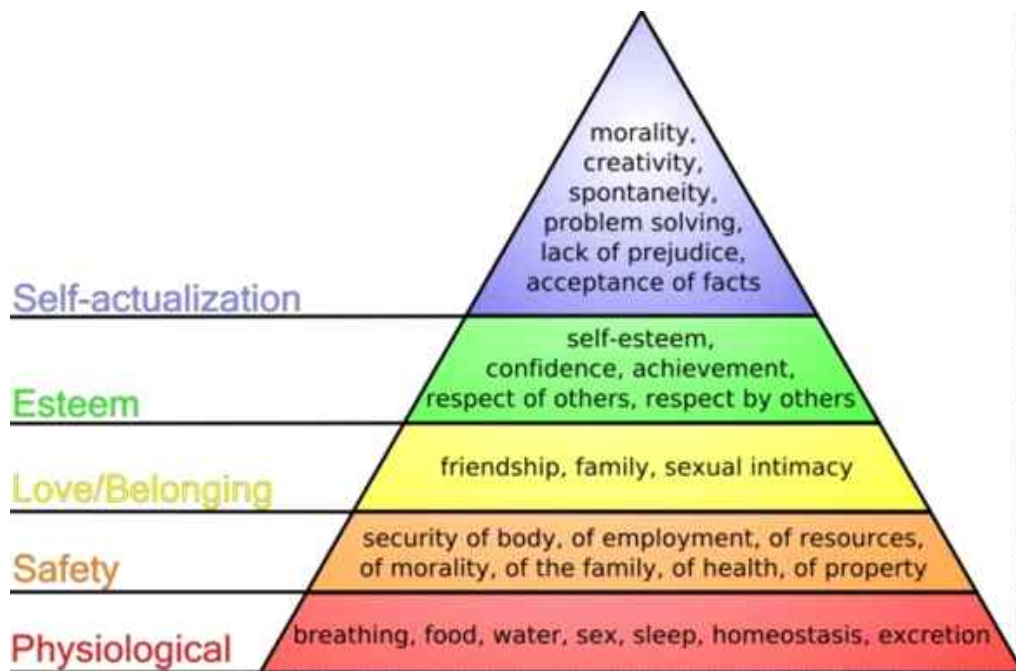 morality,
creativity,
spontaneity,
problem solving,
lack of prejudice,
acceptance of facts
Self-actualization
self-esteem,
confidence, achievement,
respect of others, respect by others
Esteem
friendship, family, sexual intimacy
Love/Belonging
security of body, of employment, of resources,
of morality, of the family, of health, of property
Safety
breathing, food, water, sex, sleep, homeostasis, excretion
Physiological